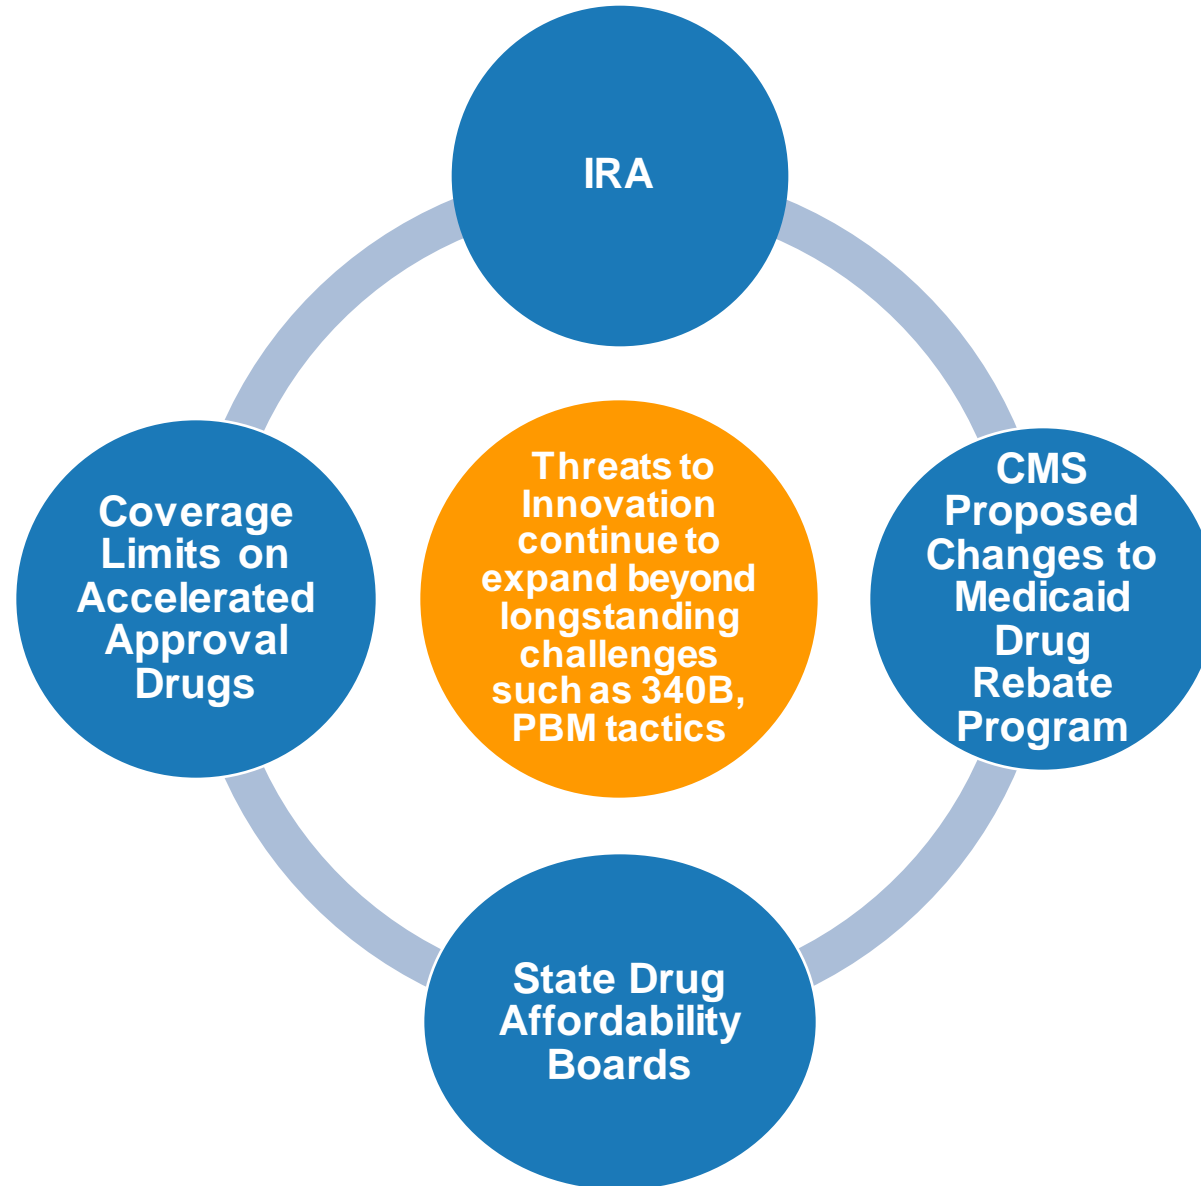 IRA
Threats to
Innovation
continue to
expand beyond
longstanding
challenges
such as 340B,
PBM tactics
CMS
Proposed
Changes to
Medicaid
Drug
Rebate
Program
Coverage
Limits on
Accelerated
Approval
Drugs
State Drug
Affordability
Boards